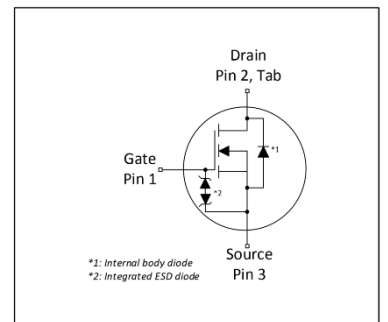 Drain
Pin 2, Tab
*1
Gate
Pin 1
*2
Source
Pin 3
*1: Internal body diode
*2: Integrated ESD diode